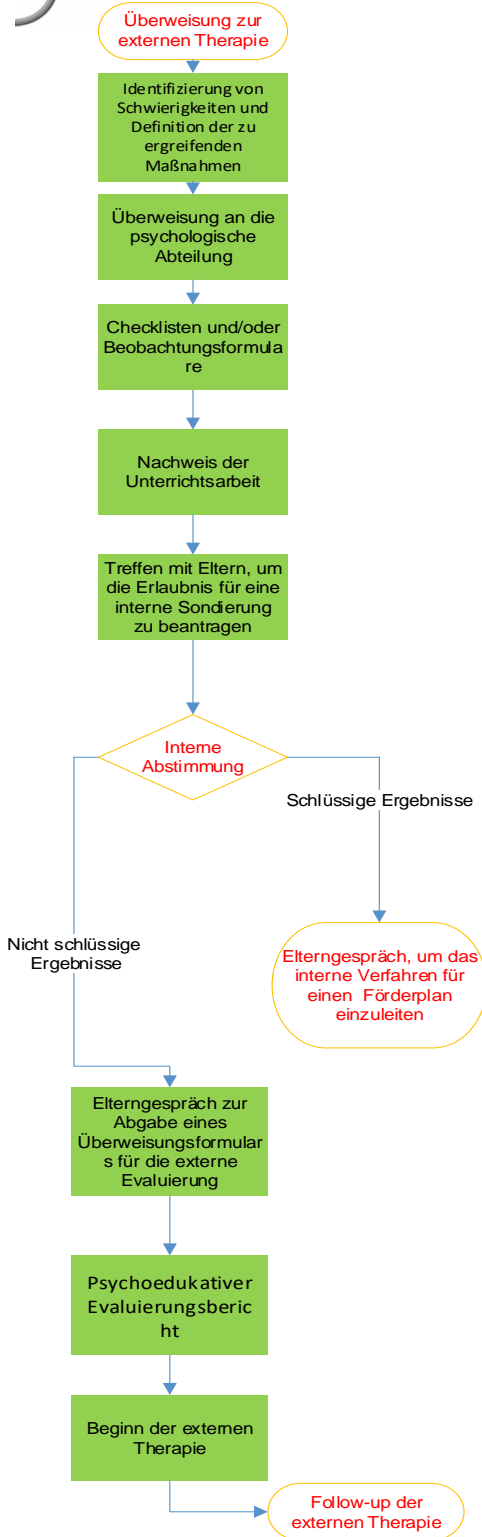 Überweisung zur
externen Therapie
Identifizierung von
Schwierigkeiten und
Definition der zu
ergreifenden
Maßnahmen
Überweisung an die
psychologische
Abteilung
Checklisten und/oder
Beobachtungsformula
re
Nachweis der
Unterrichtsarbeit
Treffen mit Eltern, um
die Erlaubnis für eine
interne Sondierung
zu beantragen
Interne
Abstimmung
Schlüssige Ergebnisse
Nicht schlüssige
Ergebnisse
Elterngespräch, um das
interne Verfahren für
einen Förderplan
einzuleiten
Elterngespräch zur
Abgabe eines
Überweisungsformular
s für die externe
Evaluierung
Psychoedukativer
Evaluierungsberic
ht
Beginn der externen
Therapie
Follow-up der
externen Therapie